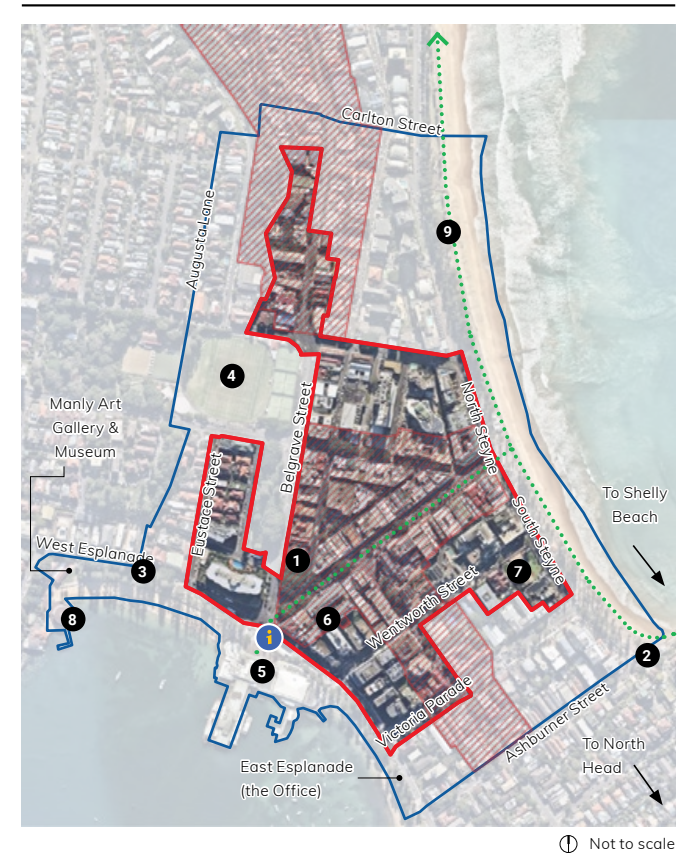 Carlton Street
9
Augusta Lane
4
Manly Art
Gallery &
Museum
Belgrave Street
North Steyne
Eustace Street
To Shelly
Beach
South Steyne
West Esplanade
3
1
7
8
6
Wentworth Street
i
5
2
Victoria Parade
Ashburner Street
To North
Head
East Esplanade
(the Office)
Not to scale